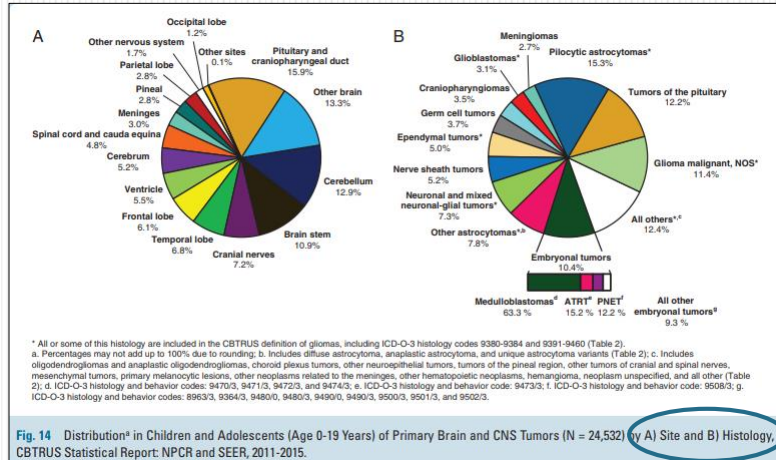 A
Occipital lobe
1.2%
Other nervous system
1.7%
Other sites
0.1%
Parietal lobe
2.8%
Pineal
2.8%
Meninges
3.0%
Spinal cord and cauda equina
4.8%
Cerebrum
5.2%
Ventricle
5.5%
Frontal lobe
6.1%
Temporal lobe
6.8%
Cranial nerves
7.2%
Brain stem
10.9%
Cerebellum
12.9%
Other brain
13.3%
Pituitary and
craniopharyngeal duct
15.9%
B
Meningiomas
2.7%
Glioblastomas*
3.1%
Craniopharyngiomas
3.5%
Germ cell tumors
3.7%
Ependymal tumors*
5.0%
Nerve sheath tumors
5.2%
Neuronal and mixed
neuronal-glial tumors*
7.3%
Other astrocytomas*,b
7.8%
Embryonal tumors
10.4%
All others*,c
12.4%
Glioma malignant, NOS*
11.4%
Tumors of the pituitary
12.2%
Pilocytic astrocytomas*
15.3%
Medulloblastomasd ATRTe PNETf All other
63.3 % 15.2 % 12.2 % embryonal tumorsg
9.3 %
* All or some of this histology are included in the CBTRUS definition of gliomas, including ICD-O-3 histology codes 9380-9384 and 9391-9460 (Table 2).
a. Percentages may not add up to 100% due to rounding; b. Includes diffuse astrocytoma, anaplastic astrocytoma, and unique astrocytoma variants (Table 2); c. Includes
oligodendrogliomas and anaplastic oligodendrogliomas, choroid plexus tumors, other neuroepithelial tumors, tumors of the pineal region, other tumors of cranial and spinal nerves,
mesenchymal tumors, primary melanocytic lesions, other neoplasms related to the meninges, other hematopoietic neoplasms, hemangioma, neoplasm unspecified, and all other (Table
2); d. ICD-O-3 histology and behavior codes: 9470/3, 9471/3, 9472/3, and 9474/3; e. ICD-O-3 histology and behavior code: 9473/3; f. ICD-O-3 histology and behavior code: 9508/3; g.
ICD-O-3 histology and behavior codes: 8963/3, 9364/3, 9480/0, 9480/3, 9490/0, 9490/3, 9500/3, 9501/3, and 9502/3.
Fig. 14 Distributiona in Children and Adolescents (Age 0-19 Years) of Primary Brain and CNS Tumors (N = 24,532) by A) Site and B) Histology,
CBTRUS Statistical Report: NPCR and SEER, 2011-2015.